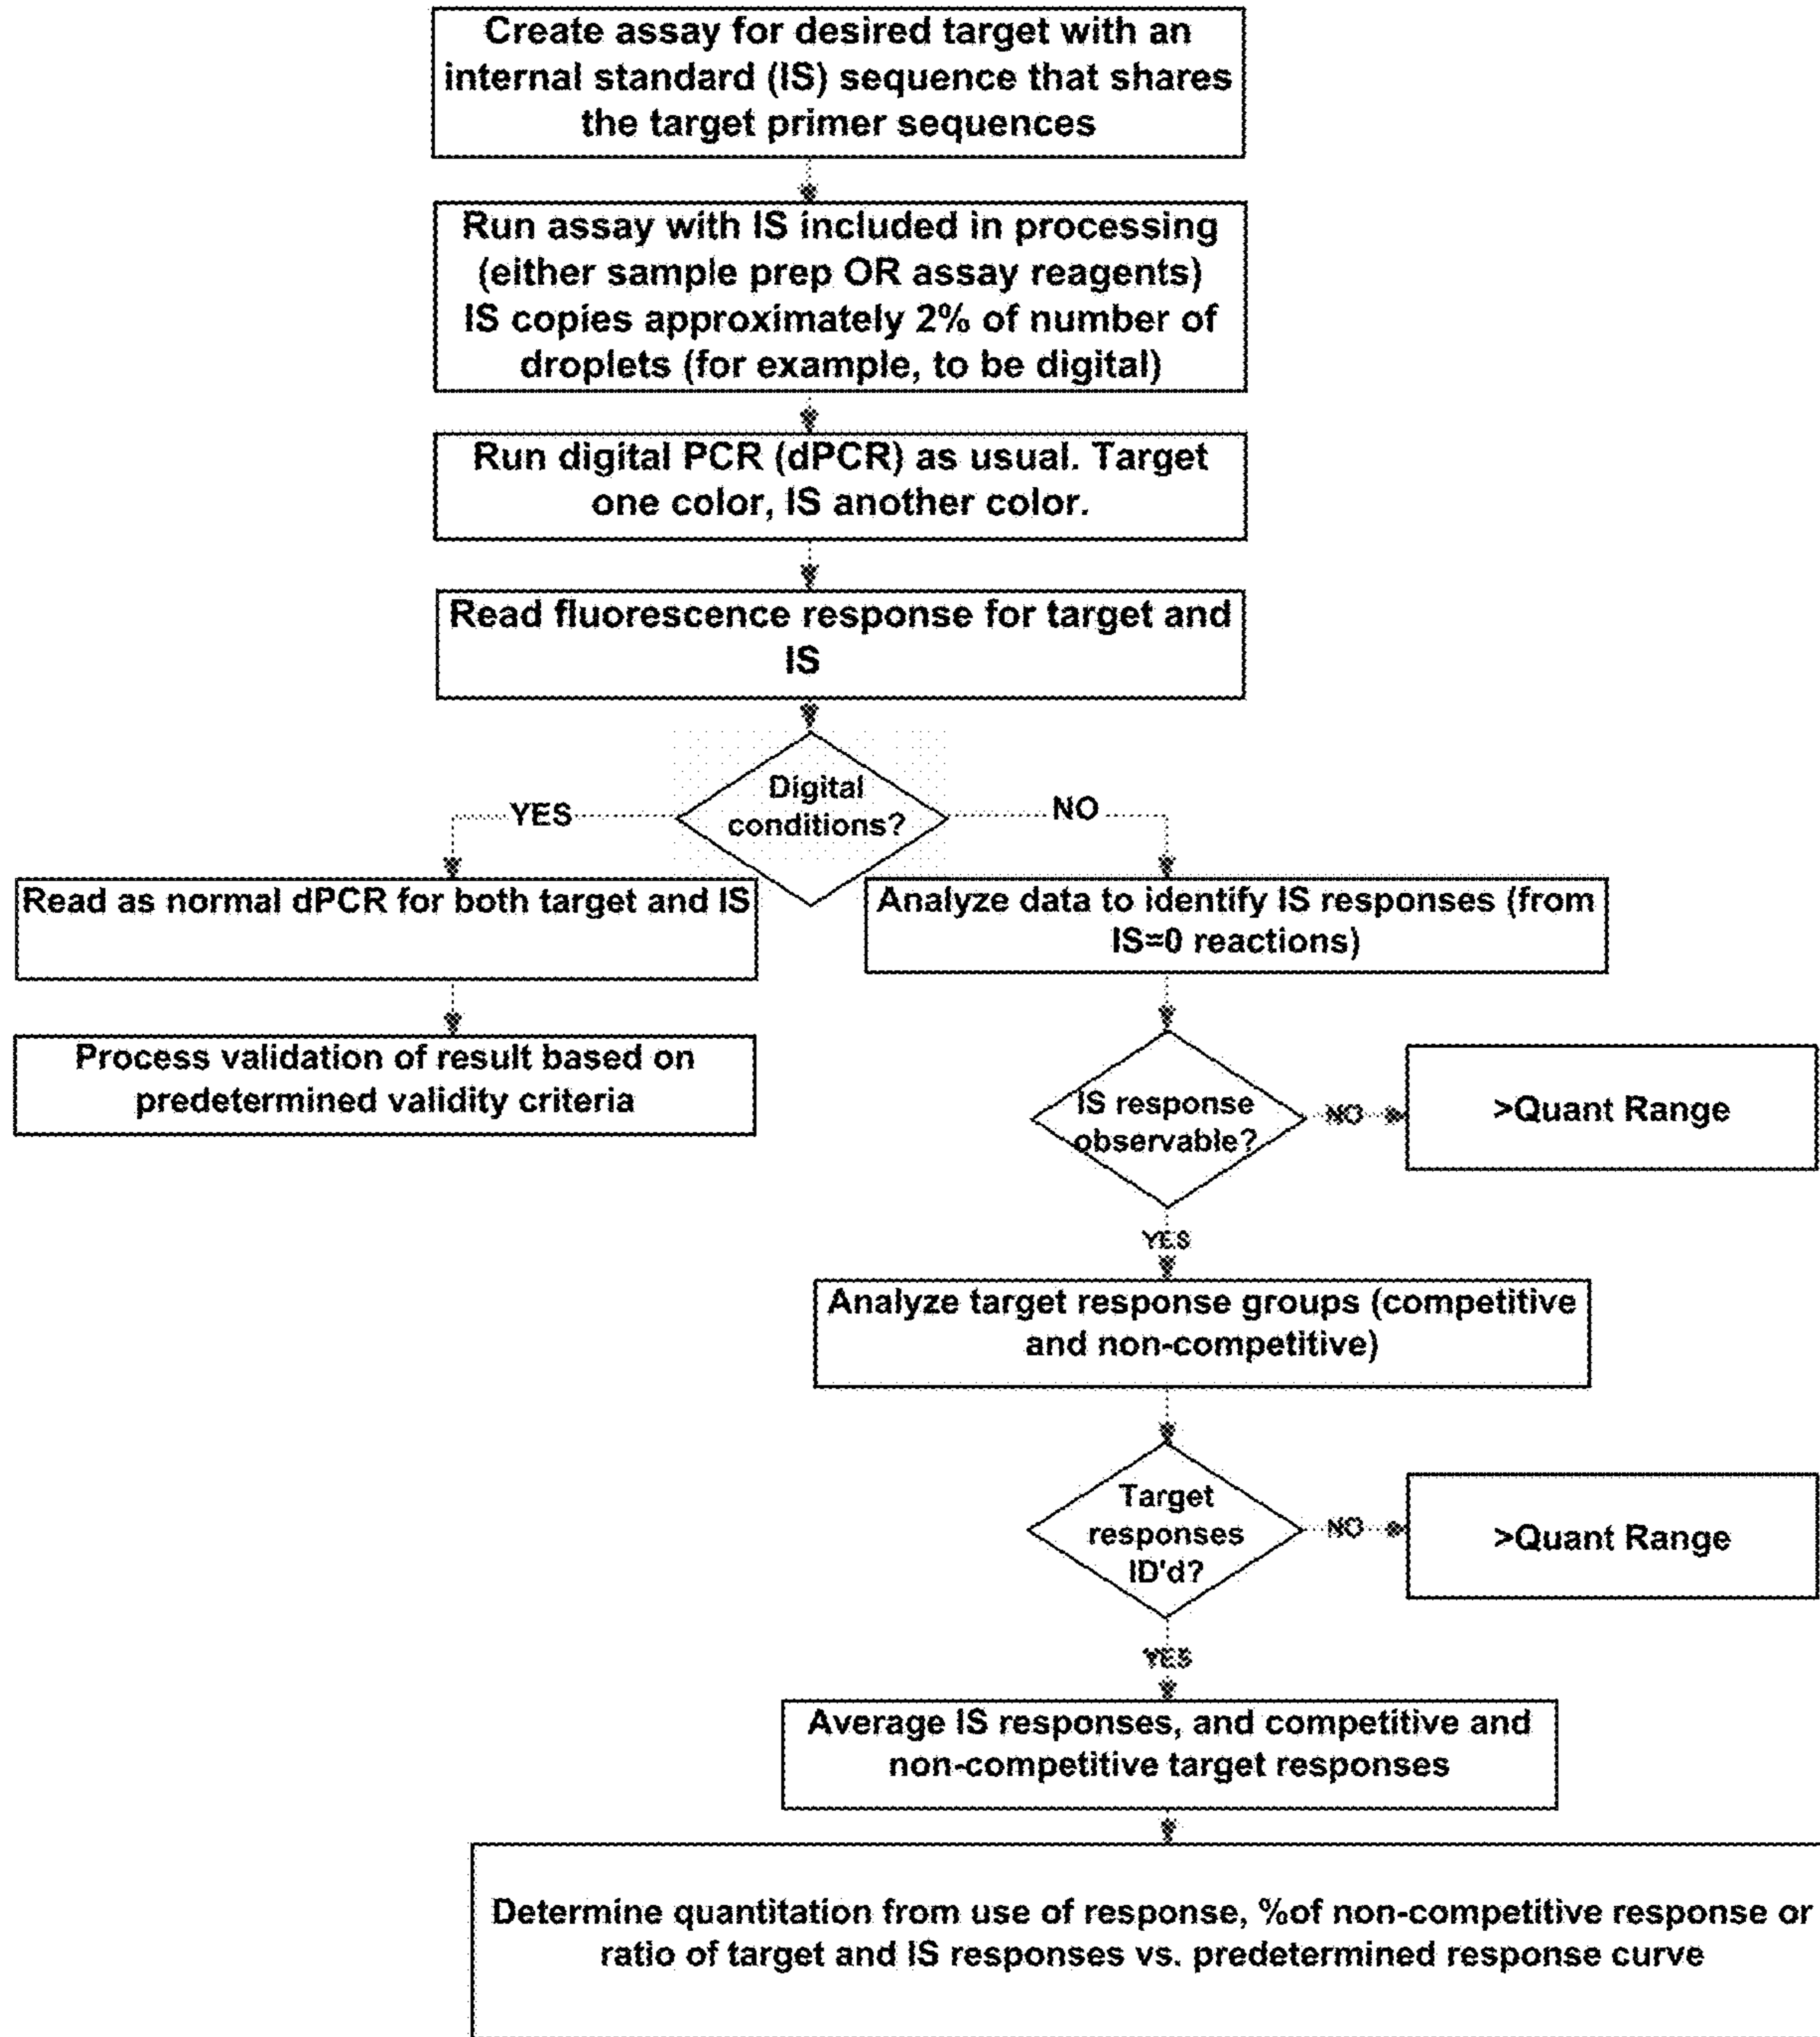 Create assay for desired target with an
internal standard (IS) sequence that shares
the target primer sequences
Run assay with IS included in processing
(either sample prep OR assay reagents)
IS copies approximately 2% of number of
droplets (for example, to be digital)
Run digital PCR (dPCR) as usual. Target
one color, IS another color.
Read fluorescence response for target and
IS
Digital
conditions?
YES
NO
Read as normal dPCR for both target and IS
Analyze data to identify IS responses (from
IS=0 reactions)
Process validation of result based on
predetermined validity criteria
IS response
observable?
NO
>Quant Range
YES
Analyze target response groups (competitive
and non-competitive)
Target
responses
ID'd?
NO
>Quant Range
YES
Average IS responses, and competitive and
non-competitive target responses
Determine quantitation from use of response, %of non-competitive response or
ratio of target and IS responses vs. predetermined response curve